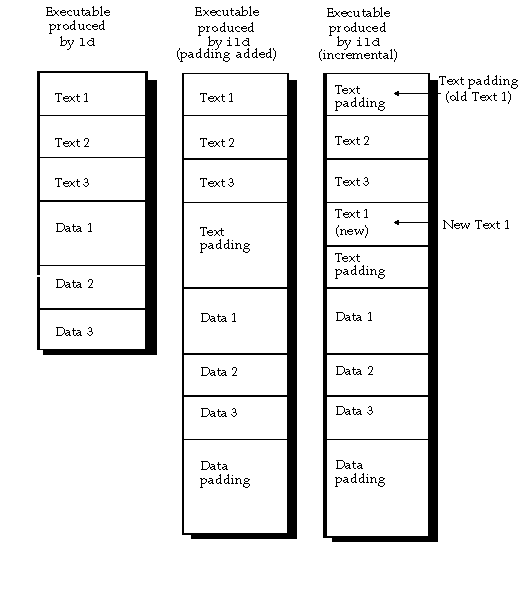 Executable
produced
by ld
Text 1
Text 2
Text 3
Data 1
Data 2
Data 3
Executable
produced
by ild
(padding added)
Text 1
Text 2
Text 3
Text
padding
Data 1
Data 2
Data 3
Data
padding
Executable
produced
by ild
(incremental)
Text
padding
Text 2
Text 3
Text 1
(new)
Text
padding
Data 1
Data 2
Data 3
Data
padding
Text padding
(old Text 1)
New Text 1